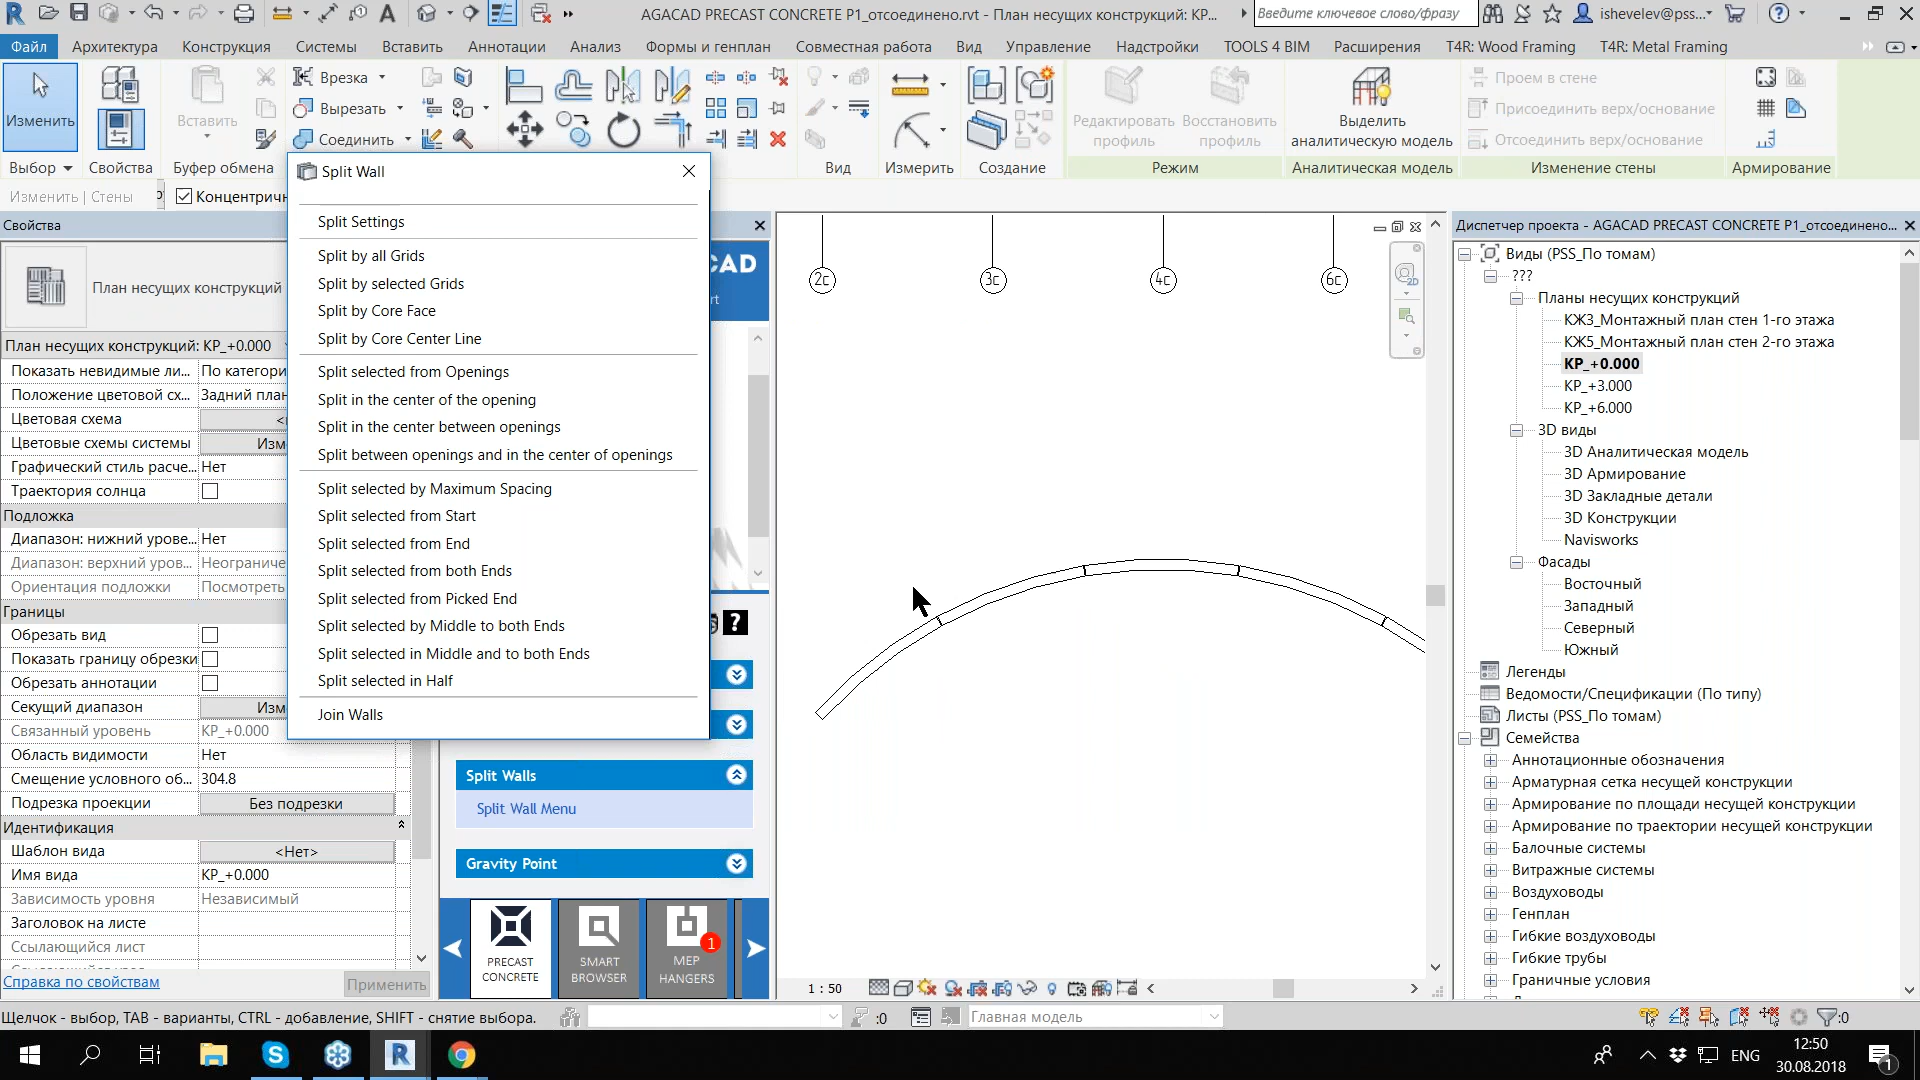 AGACAD PRECAST CONCRETE P1_отсоединено.rvt - План несущих конструкций: КР...
Введите ключевое слово/фразу
ishevelev@pss...
Файл
Архитектура
Конструкция
Системы
Вставить
Аннотации
Анализ
Формы и генплан
Совместная работа
Вид
Управление
Надстройки
TOOLS 4 BIM
Расширения
T4R: Wood Framing
T4R: Metal Framing
Изменить
Вставить
Врезка
Вырезать
Соединить
Редактировать
профиль
Восстановить
профиль
Выделить
аналитическую модель
Проем в стене
Присоединить верх/основание
Отсоединить верх/основание
Выбор
Свойства
Буфер обмена
Вид
Измерить
Создание
Режим
Аналитическая модель
Изменение стены
Армирование
Изменить | Стены
Концентричн
Свойства
План несущих конструкций
План несущих конструкций: КР_+0.000
Показать невидимые ли... По категори
Положение цветовой сх... Задний план
Цветовая схема
Цветовые схемы системы Изм
Графический стиль расче... Нет
Траектория солнца
Подложка
Диапазон: нижний урове... Нет
Диапазон: верхний уров... Неограниче
Ориентация подложки Посмотреть
Границы
Обрезать вид
Показать границу обрезки
Обрезать аннотации
Секущий диапазон Изм
Связанный уровень КР_+0.000
Область видимости Нет
Смещение условного об... 304.8
Подрезка проекции Без подрезки
Идентификация
Шаблон вида <Нет>
Имя вида КР_+0.000
Зависимость уровня Независимый
Заголовок на листе
Ссылающийся лист
Справка по свойствам
Применить
Split Wall
Split Settings
Split by all Grids
Split by selected Grids
Split by Core Face
Split by Core Center Line
Split selected from Openings
Split in the center of the opening
Split in the center between openings
Split between openings and in the center of openings
Split selected by Maximum Spacing
Split selected from Start
Split selected from End
Split selected from both Ends
Split selected from Picked End
Split selected by Middle to both Ends
Split selected in Middle and to both Ends
Split selected in Half
Join Walls
CAD
rt
?
Split Walls
Split Wall Menu
Gravity Point
PRECAST
CONCRETE
SMART
BROWSER
MEP
HANGERS
1
2с
3с
4с
6с
2D
1 : 50
Диспетчер проекта - AGACAD PRECAST CONCRETE P1_отсоединено...
Виды (PSS_По томам)
???
Планы несущих конструкций
КЖ3_Монтажный план стен 1-го этажа
КЖ5_Монтажный план стен 2-го этажа
КР_+0.000
КР_+3.000
КР_+6.000
3D виды
3D Аналитическая модель
3D Армирование
3D Закладные детали
3D Конструкции
Navisworks
Фасады
Восточный
Западный
Северный
Южный
Легенды
Ведомости/Спецификации (По типу)
Листы (PSS_По томам)
Семейства
Аннотационные обозначения
Арматурная сетка несущей конструкции
Армирование по площади несущей конструкции
Армирование по траектории несущей конструкции
Балочные системы
Витражные системы
Воздуховоды
Генплан
Гибкие воздуховоды
Гибкие трубы
Граничные условия
Щелчок - выбор, TAB - варианты, CTRL - добавление, SHIFT - снятие выбора.
:0
Главная модель
:0
ENG
12:50
30.08.2018
1